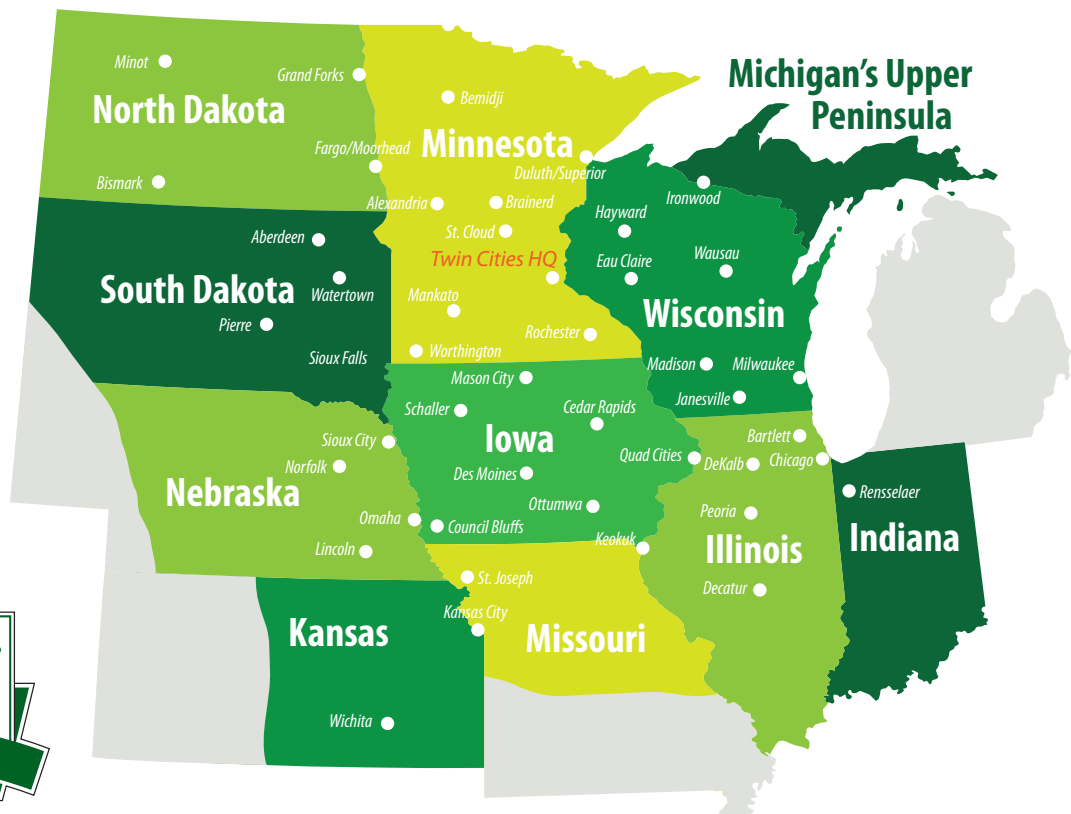 Michigan's Upper
Peninsula
Minot
Grand Forks
North Dakota
Bemidji
Minnesota
Fargo/Moorhead
Duluth/Superior
Bismark
Ironwood
Alexandria
Brainerd
Hayward
St. Cloud
Aberdeen
Twin Cities HQ
Eau Claire
Wausau
South Dakota
Watertown
Mankato
Wisconsin
Pierre
Rochester
Sioux Falls
Worthington
Madison
Milwaukee
Mason City
Janesville
Schaller
Cedar Rapids
Iowa
Bartlett
Sioux City
Quad Cities
DeKalb
Chicago
Norfolk
Des Moines
Nebraska
Rensselaer
Ottumwa
Peoria
Omaha
Council Bluffs
Keokuk
Illinois
Indiana
Lincoln
St. Joseph
Decatur
Kansas City
Kansas
Missouri
Wichita